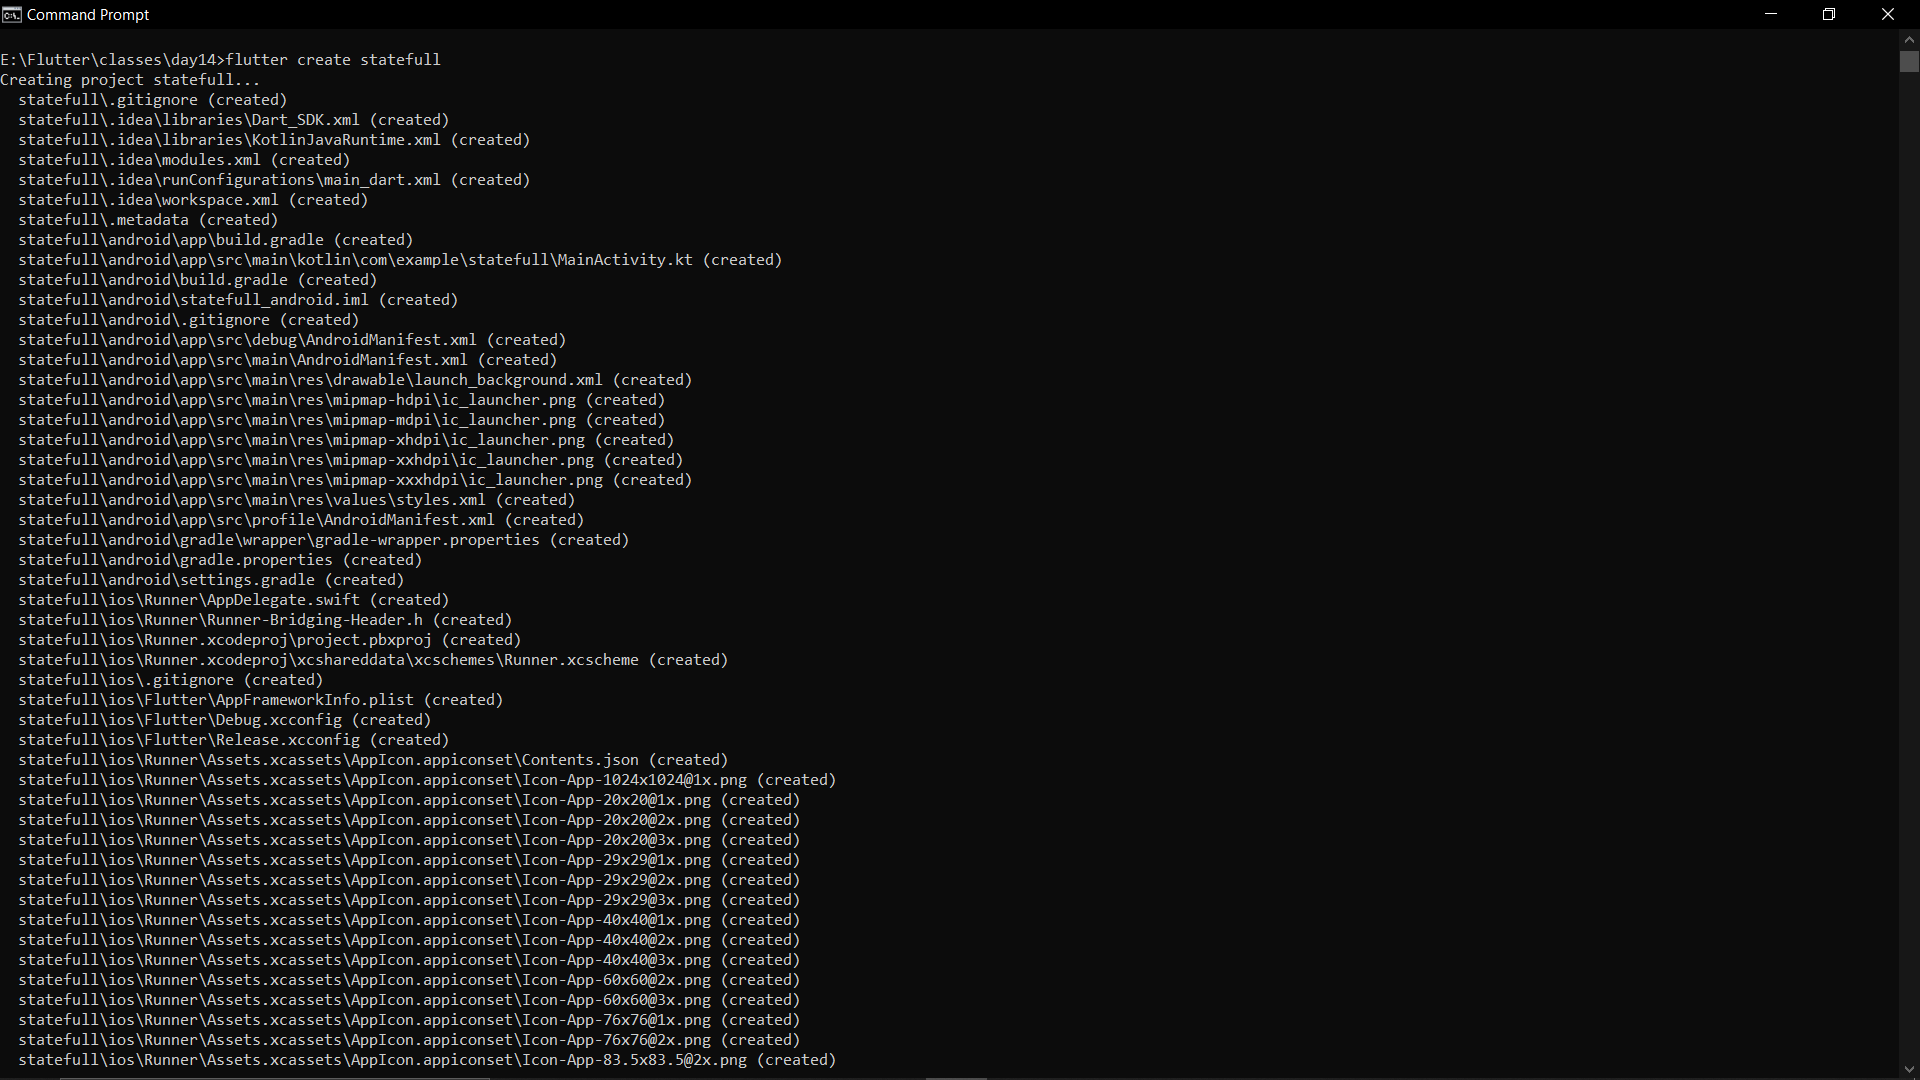 Command Prompt
E:\Flutter\classes\day14>flutter create statefull
Creating project statefull...
statefull\.gitignore (created)
statefull\.idea\libraries\Dart_SDK.xml (created)
statefull\.idea\libraries\KotlinJavaRuntime.xml (created)
statefull\.idea\modules.xml (created)
statefull\.idea\runConfigurations\main_dart.xml (created)
statefull\.idea\workspace.xml (created)
statefull\.metadata (created)
statefull\android\app\build.gradle (created)
statefull\android\app\src\main\kotlin\com\example\statefull\MainActivity.kt (created)
statefull\android\build.gradle (created)
statefull\android\statefull_android.iml (created)
statefull\android\.gitignore (created)
statefull\android\app\src\debug\AndroidManifest.xml (created)
statefull\android\app\src\main\AndroidManifest.xml (created)
statefull\android\app\src\main\res\drawable\launch_background.xml (created)
statefull\android\app\src\main\res\mipmap-hdpi\ic_launcher.png (created)
statefull\android\app\src\main\res\mipmap-mdpi\ic_launcher.png (created)
statefull\android\app\src\main\res\mipmap-xhdpi\ic_launcher.png (created)
statefull\android\app\src\main\res\mipmap-xxhdpi\ic_launcher.png (created)
statefull\android\app\src\main\res\mipmap-xxxhdpi\ic_launcher.png (created)
statefull\android\app\src\main\res\values\styles.xml (created)
statefull\android\app\src\profile\AndroidManifest.xml (created)
statefull\android\gradle\wrapper\gradle-wrapper.properties (created)
statefull\android\gradle.properties (created)
statefull\android\settings.gradle (created)
statefull\ios\Runner\AppDelegate.swift (created)
statefull\ios\Runner\Runner-Bridging-Header.h (created)
statefull\ios\Runner.xcodeproj\project.pbxproj (created)
statefull\ios\Runner.xcodeproj\xcshareddata\xcschemes\Runner.xcscheme (created)
statefull\ios\.gitignore (created)
statefull\ios\Flutter\AppFrameworkInfo.plist (created)
statefull\ios\Flutter\Debug.xcconfig (created)
statefull\ios\Flutter\Release.xcconfig (created)
statefull\ios\Runner\Assets.xcassets\AppIcon.appiconset\Contents.json (created)
statefull\ios\Runner\Assets.xcassets\AppIcon.appiconset\Icon-App-1024x1024@1x.png (created)
statefull\ios\Runner\Assets.xcassets\AppIcon.appiconset\Icon-App-20x20@1x.png (created)
statefull\ios\Runner\Assets.xcassets\AppIcon.appiconset\Icon-App-20x20@2x.png (created)
statefull\ios\Runner\Assets.xcassets\AppIcon.appiconset\Icon-App-20x20@3x.png (created)
statefull\ios\Runner\Assets.xcassets\AppIcon.appiconset\Icon-App-29x29@1x.png (created)
statefull\ios\Runner\Assets.xcassets\AppIcon.appiconset\Icon-App-29x29@2x.png (created)
statefull\ios\Runner\Assets.xcassets\AppIcon.appiconset\Icon-App-29x29@3x.png (created)
statefull\ios\Runner\Assets.xcassets\AppIcon.appiconset\Icon-App-40x40@1x.png (created)
statefull\ios\Runner\Assets.xcassets\AppIcon.appiconset\Icon-App-40x40@2x.png (created)
statefull\ios\Runner\Assets.xcassets\AppIcon.appiconset\Icon-App-40x40@3x.png (created)
statefull\ios\Runner\Assets.xcassets\AppIcon.appiconset\Icon-App-60x60@2x.png (created)
statefull\ios\Runner\Assets.xcassets\AppIcon.appiconset\Icon-App-60x60@3x.png (created)
statefull\ios\Runner\Assets.xcassets\AppIcon.appiconset\Icon-App-76x76@1x.png (created)
statefull\ios\Runner\Assets.xcassets\AppIcon.appiconset\Icon-App-76x76@2x.png (created)
statefull\ios\Runner\Assets.xcassets\AppIcon.appiconset\Icon-App-83.5x83.5@2x.png (created)